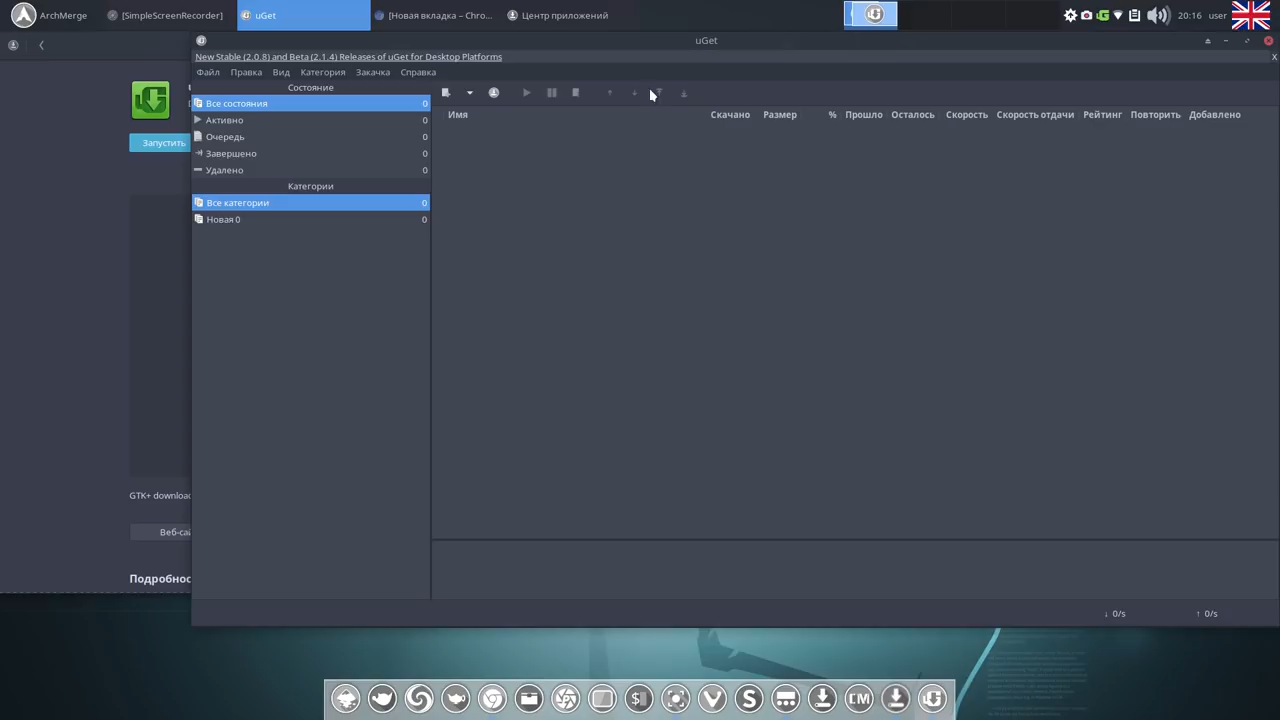 ArchMerge
[SimpleScreenRecorder]
uGet
[Новая вкладка – Chro...
Центр приложений
20:16
user
uGet
New Stable (2.0.8) and Beta (2.1.4) Releases of uGet for Desktop Platforms
X
Файл Правка Вид Категория Закачка Справка
Состояние
Все состояния 0
Активно 0
Очередь 0
Завершено 0
Удалено 0
Категории
Все категории 0
Новая 0 0
Имя Скачано Размер % Прошло Осталось Скорость Скорость отдачи Рейтинг Повторить Добавлено
Запустить
GTK+ downloa
Веб-са
Подробнос
↓ 0/s ↑ 0/s